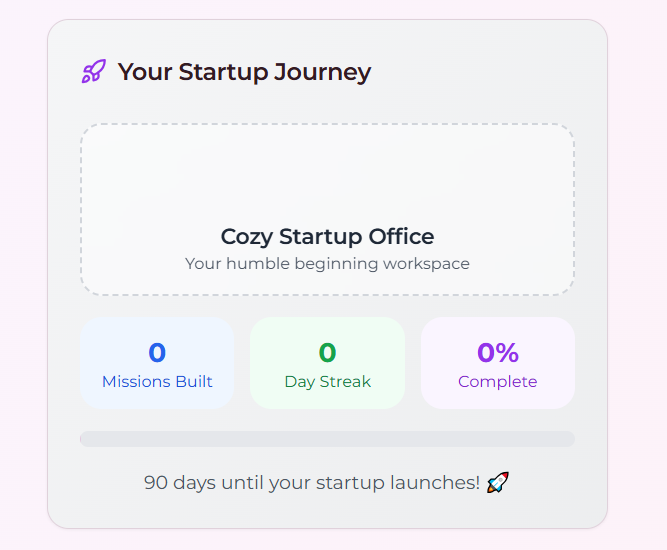 Your Startup Journey
Cozy Startup Office
Your humble beginning workspace
0
Missions Built
0
Day Streak
0%
Complete
90 days until your startup launches! 🚀